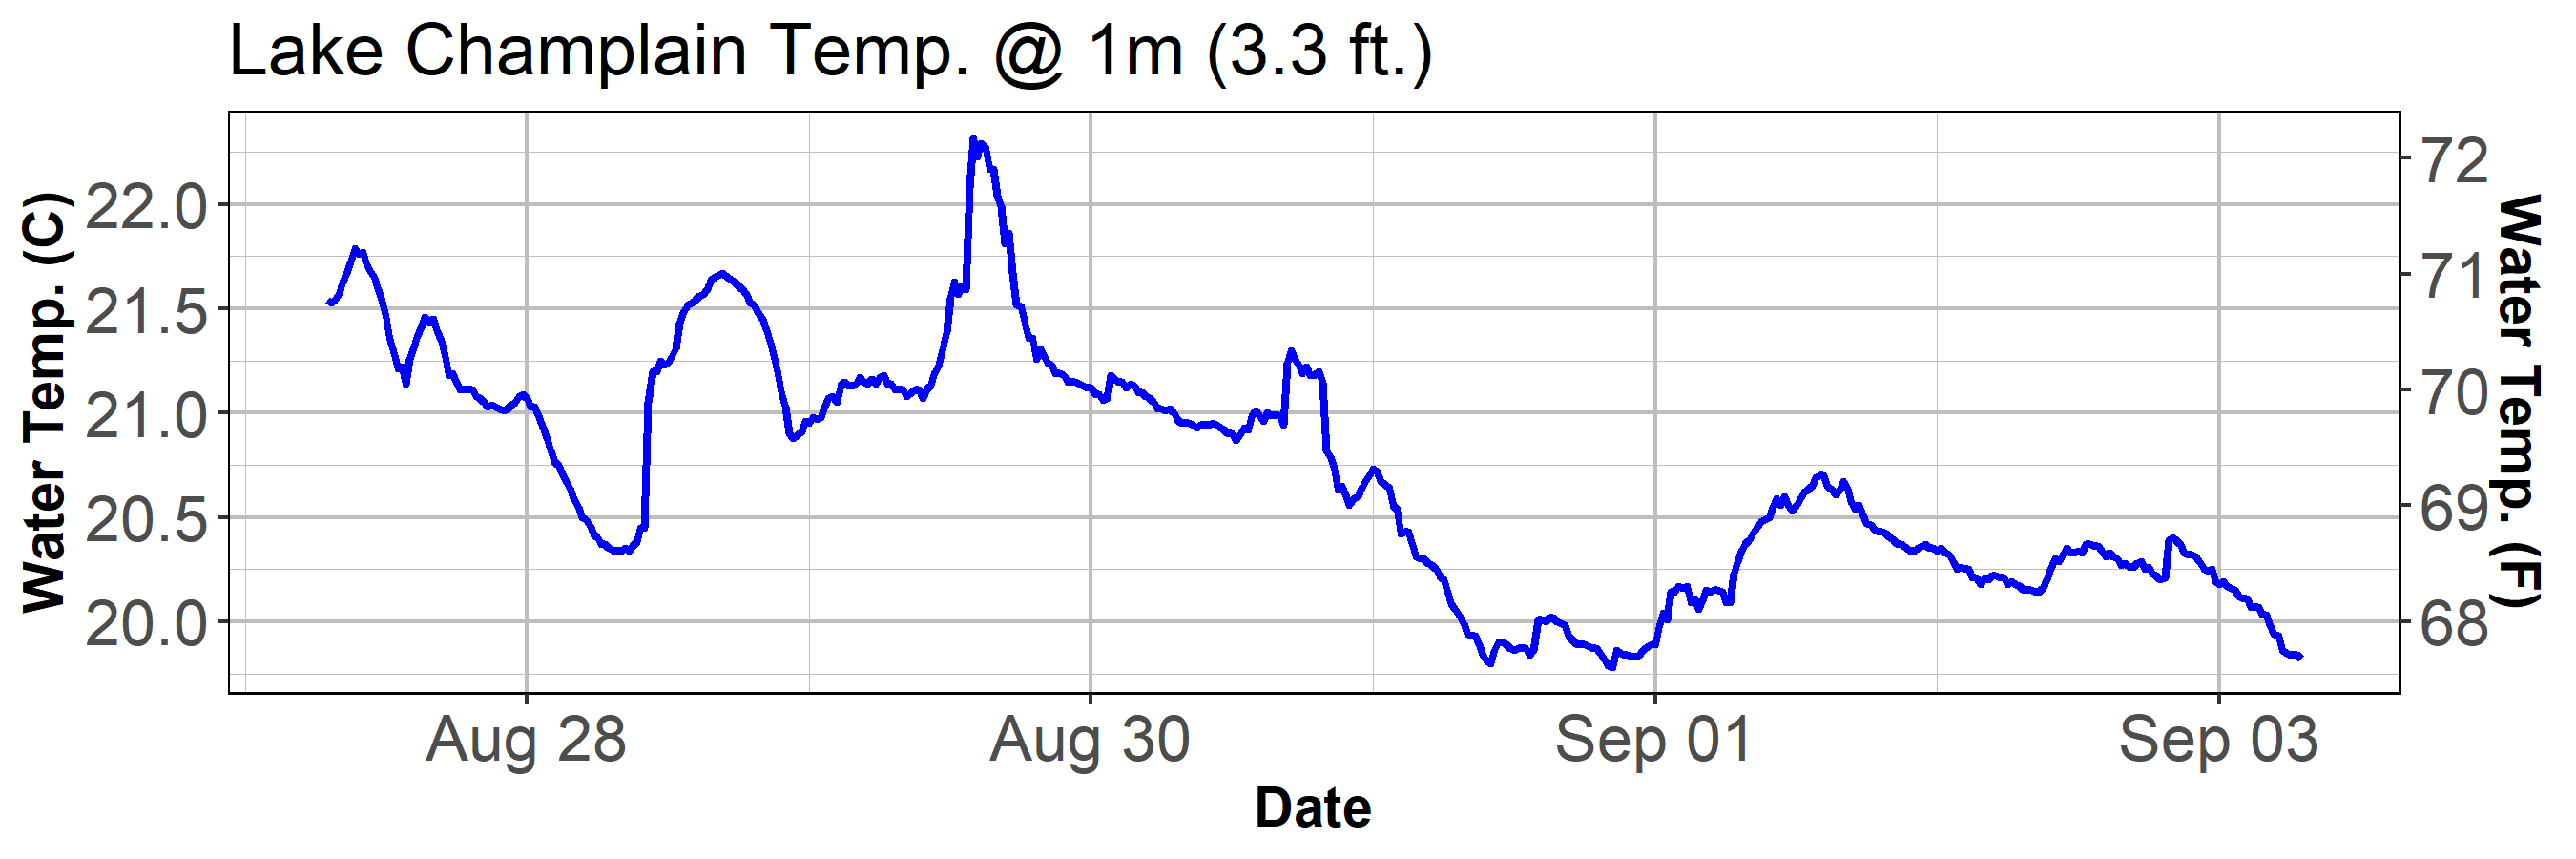 Lake Champlain Temp. @ 1m (3.3 ft.)
Water Temp. (C)
22.0
21.5
21.0
20.5
20.0
72
71
70
69
68
Water Temp. (F)
Aug 28
Aug 30
Sep 01
Sep 03
Date